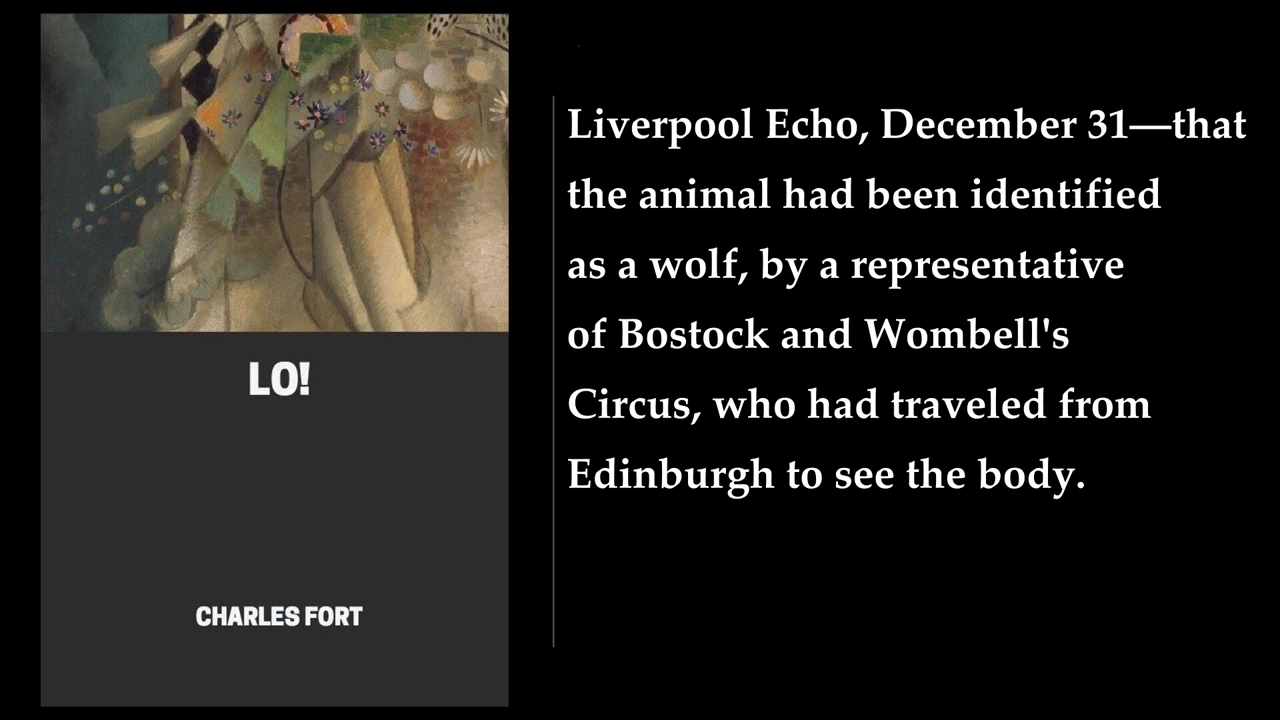 LO!
CHARLES FORT
Liverpool Echo, December 31—that
the animal had been identified
as a wolf, by a representative
of Bostock and Wombell's
Circus, who had traveled from
Edinburgh to see the body.